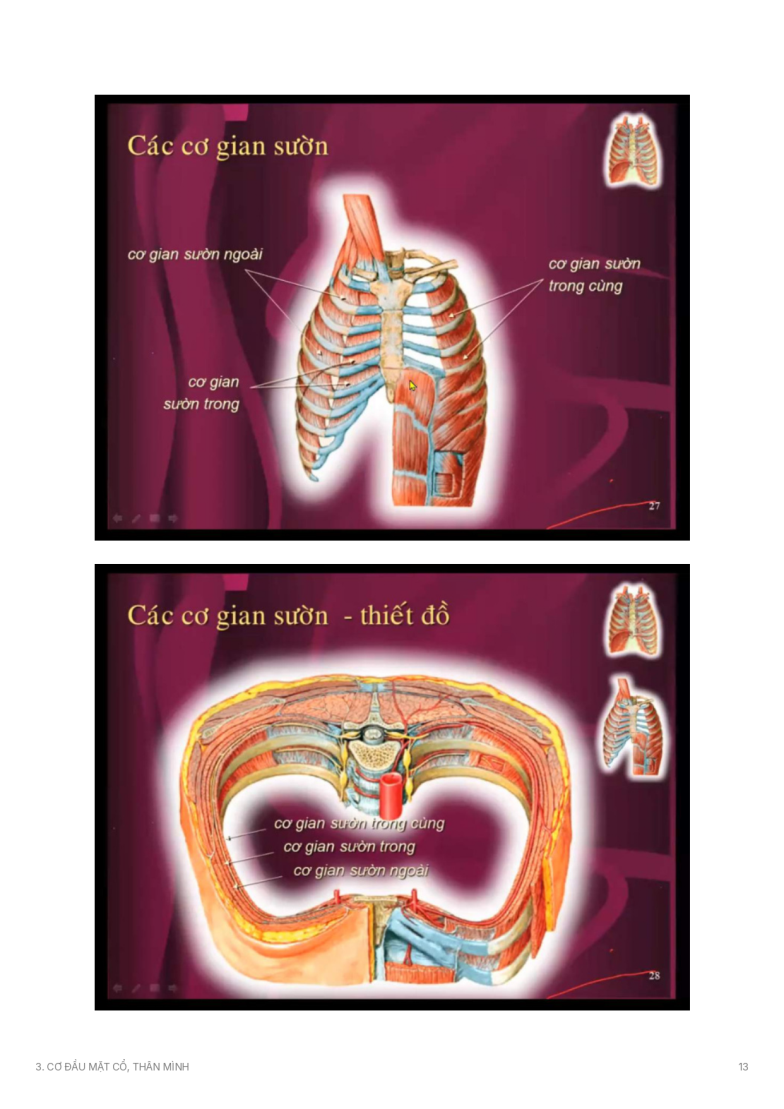 Các cơ gian sườn
cơ gian sườn ngoài
cơ gian sườn
trong cùng
cơ gian
sườn trong
27
Các cơ gian sườn - thiết đồ
cơ gian sườn trong cùng
cơ gian sườn trong
cơ gian sườn ngoài
28
3. CƠ ĐẦU MẶT CỔ, THÂN MÌNH
13